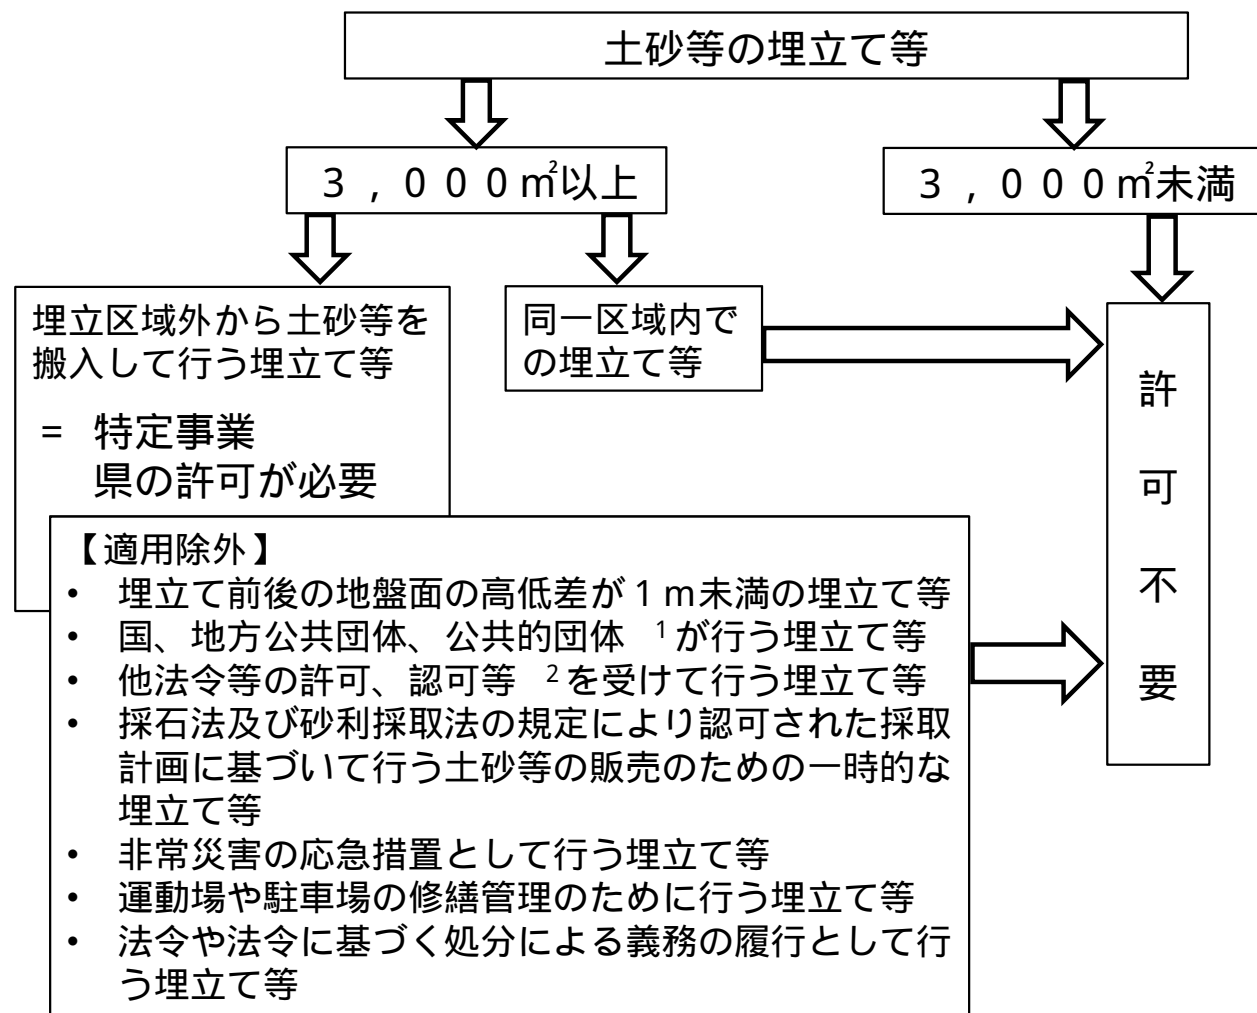 土砂等の埋立て等
３，０００㎡以上
３，０００㎡未満
埋立区域外から土砂等を
搬入して行う埋立て等
= 特定事業
県の許可が必要
同一区域内で
の埋立て等
許
可
不
要
【適用除外】
• 埋立て前後の地盤面の高低差が１ｍ未満の埋立て等
• 国、地方公共団体、公共的団体 1が行う埋立て等
• 他法令等の許可、認可等 2を受けて行う埋立て等
• 採石法及び砂利採取法の規定により認可された採取
計画に基づいて行う土砂等の販売のための一時的な
埋立て等
• 非常災害の応急措置として行う埋立て等
• 運動場や駐車場の修繕管理のために行う埋立て等
• 法令や法令に基づく処分による義務の履行として行
う埋立て等